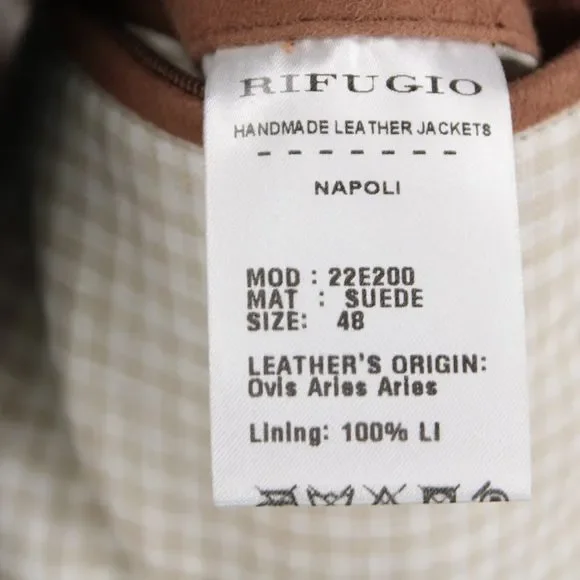 RIFUGIO
HANDMADE LEATHER JACKETS
- - - - - - -
NAPOLI
MOD : 22E200
MAT : SUEDE
SIZE: 48
LEATHER'S ORIGIN:
Ovis Aries Aries
Lining: 100% LI